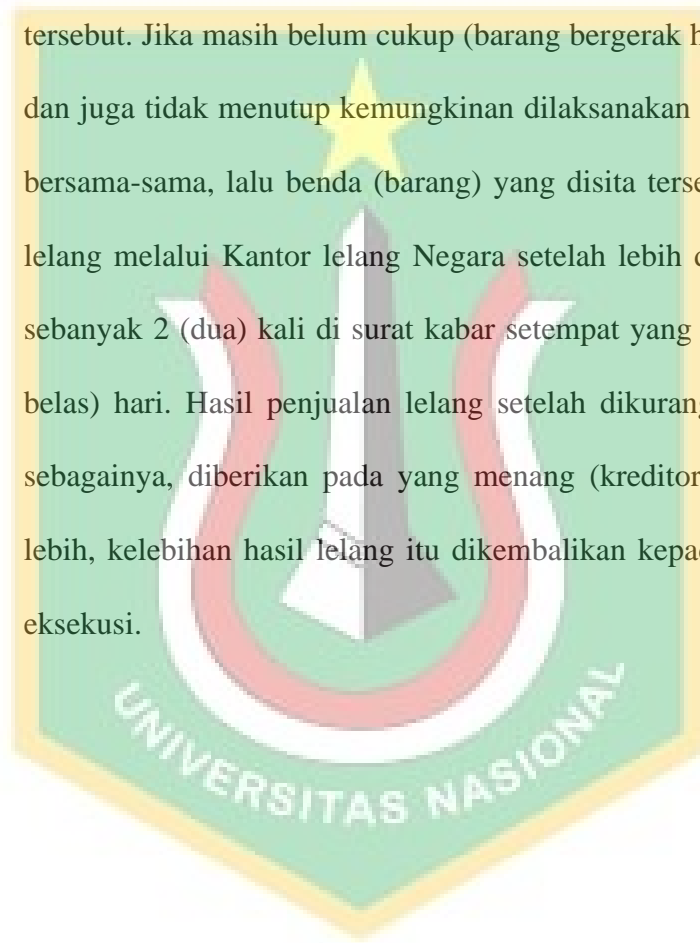 tersebut. Jika masih belum cukup (barang bergerak
dan juga tidak menutup kemungkinan dilaksanakan
bersama-sama, lalu benda (barang) yang disita
lelang melalui Kantor lelang Negara setelah lebih
sebanyak 2 (dua) kali di surat kabar setempat yang
belas) hari. Hasil penjualan lelang setelah
sebagainya, diberikan pada yang menang (kreditor
lebih, kelebihan hasil lelang itu dikembalikan
eksekusi.
UNIVERSITAS NASIONAL